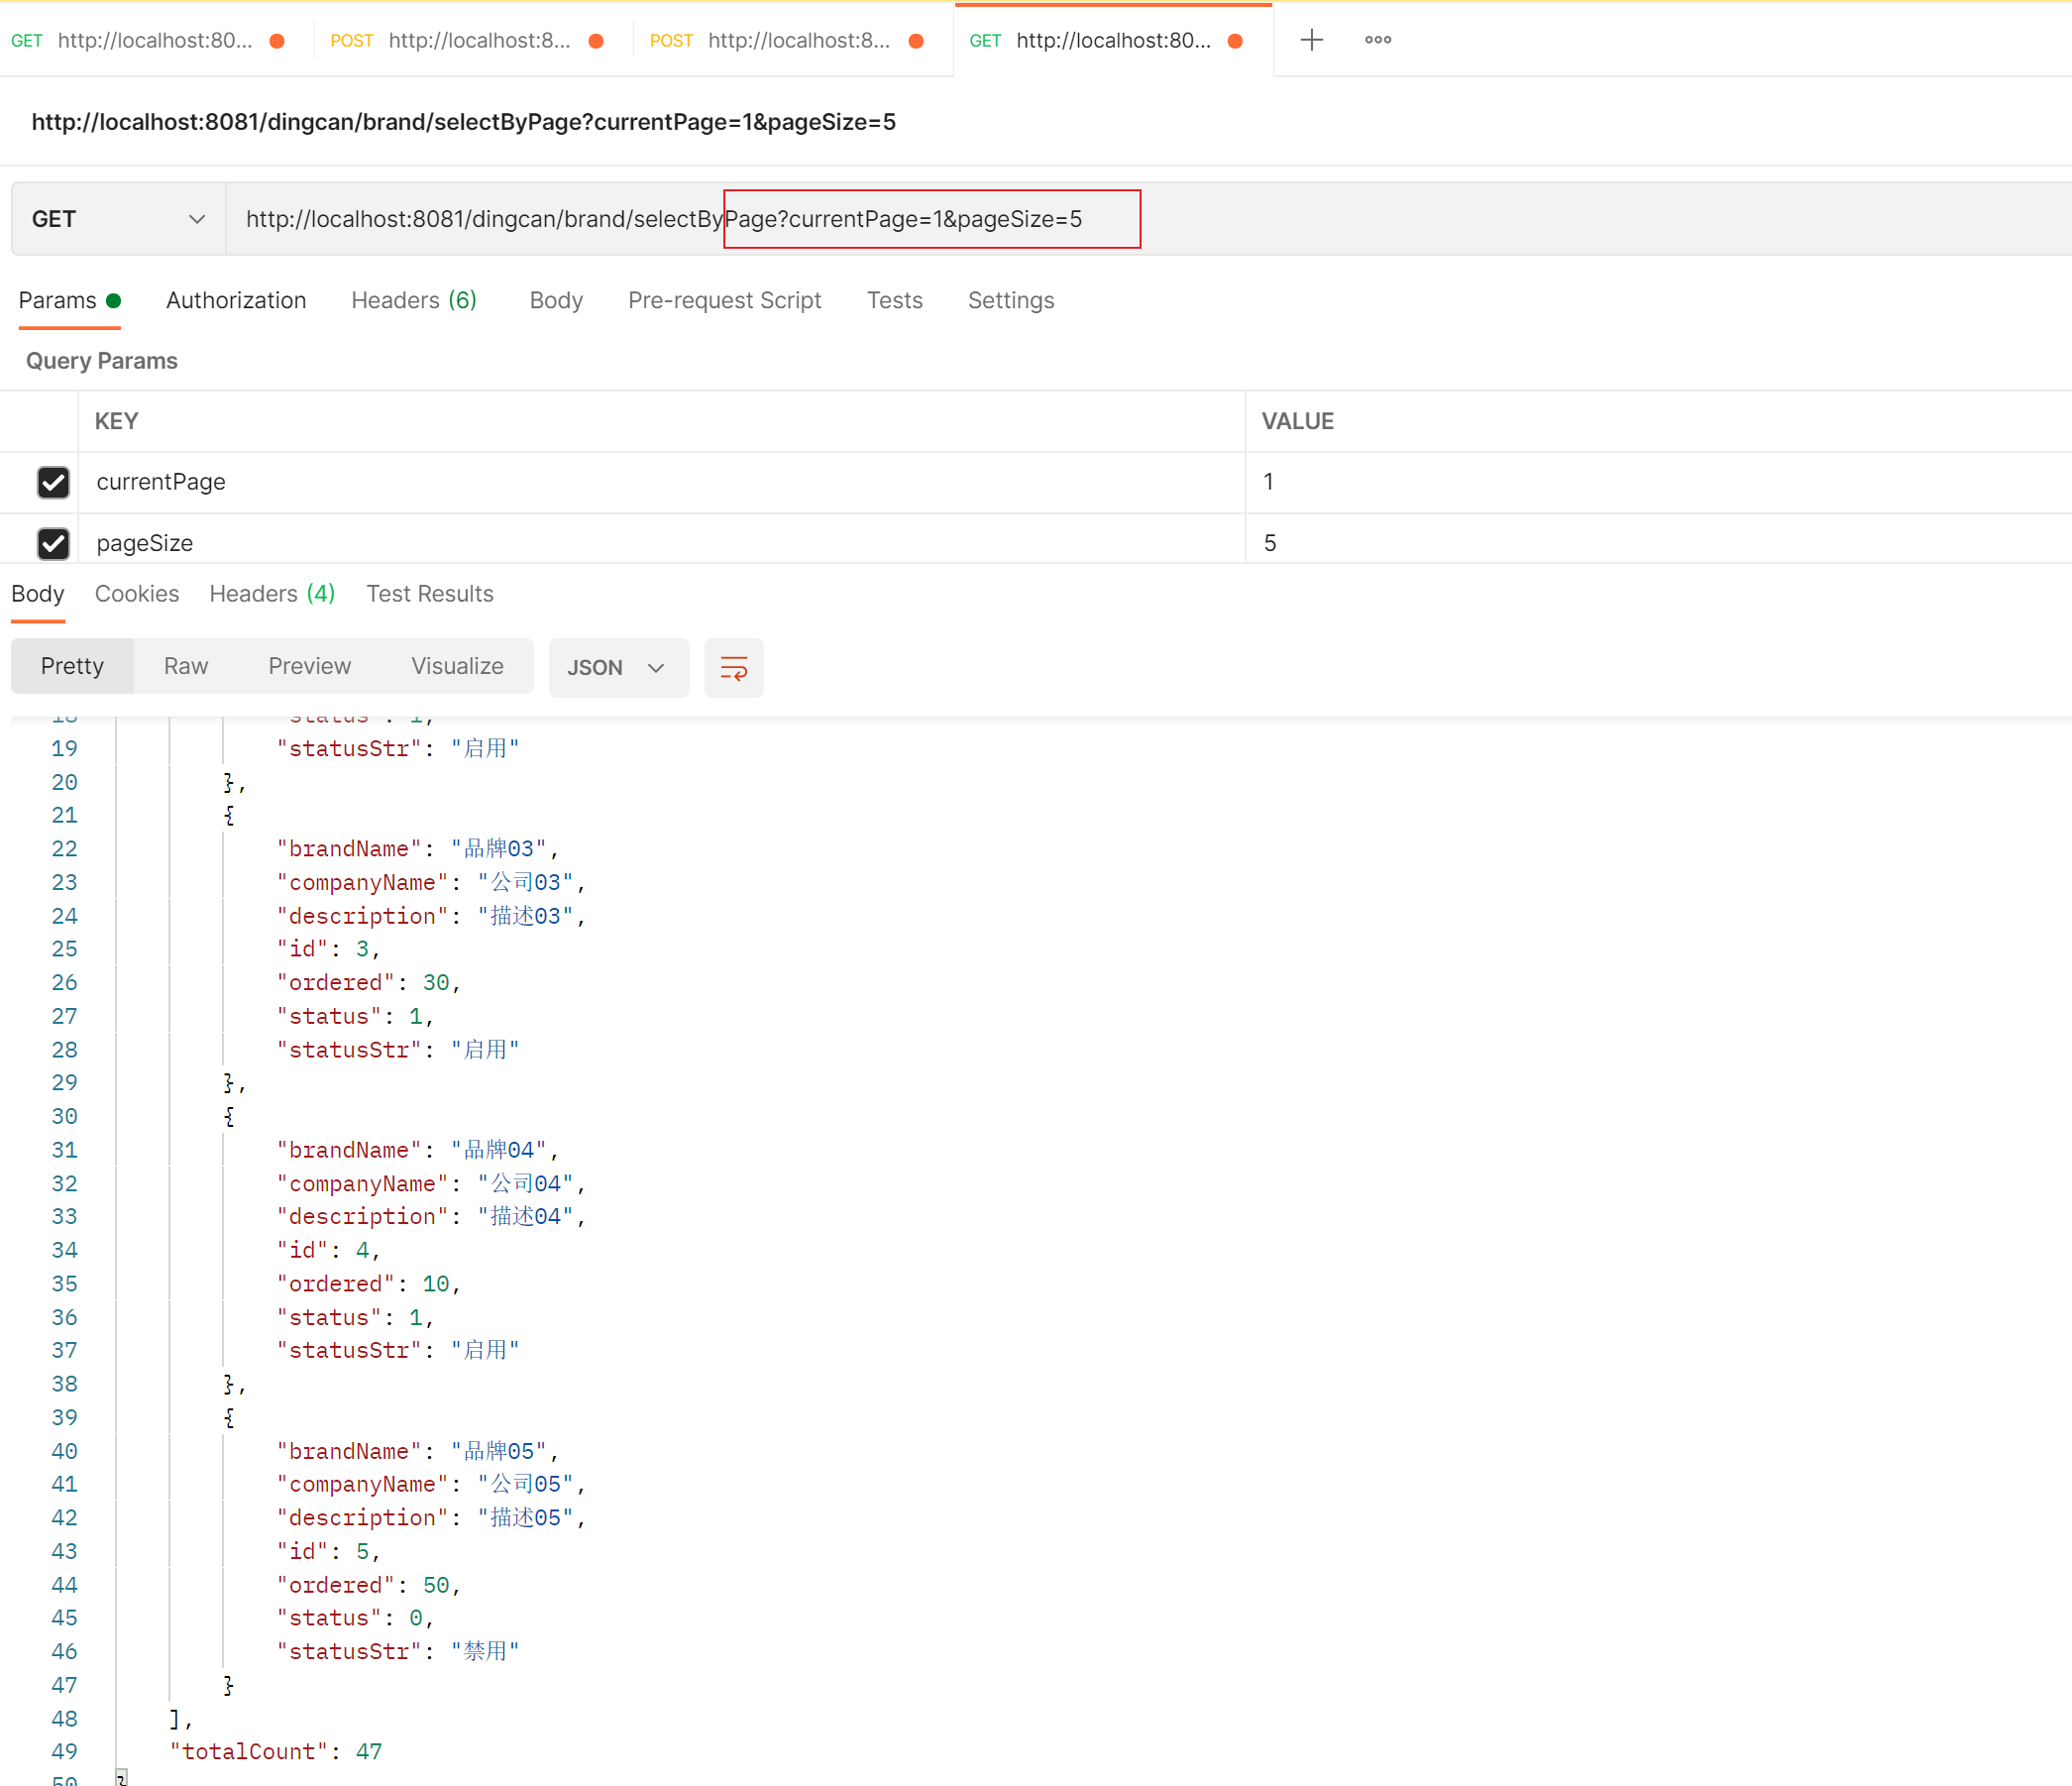 GET http://localhost:80... POST http://localhost:8... POST http://localhost:8... GET http://localhost:80...
http://localhost:8081/dingcan/brand/selectByPage?currentPage=1&pageSize=5
GET http://localhost:8081/dingcan/brand/selectByPage?currentPage=1&pageSize=5
Params Authorization Headers (6) Body Pre-request Script Tests Settings
Query Params
KEY VALUE
currentPage 1
pageSize 5
Body Cookies Headers (4) Test Results
Pretty Raw Preview Visualize JSON
18 "status": 1,
19 "statusStr": "启用"
20 },
21 {
22 "brandName": "品牌03",
23 "companyName": "公司03",
24 "description": "描述03",
25 "id": 3,
26 "ordered": 30,
27 "status": 1,
28 "statusStr": "启用"
29 },
30 {
31 "brandName": "品牌04",
32 "companyName": "公司04",
33 "description": "描述04",
34 "id": 4,
35 "ordered": 10,
36 "status": 1,
37 "statusStr": "启用"
38 },
39 {
40 "brandName": "品牌05",
41 "companyName": "公司05",
42 "description": "描述05",
43 "id": 5,
44 "ordered": 50,
45 "status": 0,
46 "statusStr": "禁用"
47 }
48 ],
49 "totalCount": 47
50 }